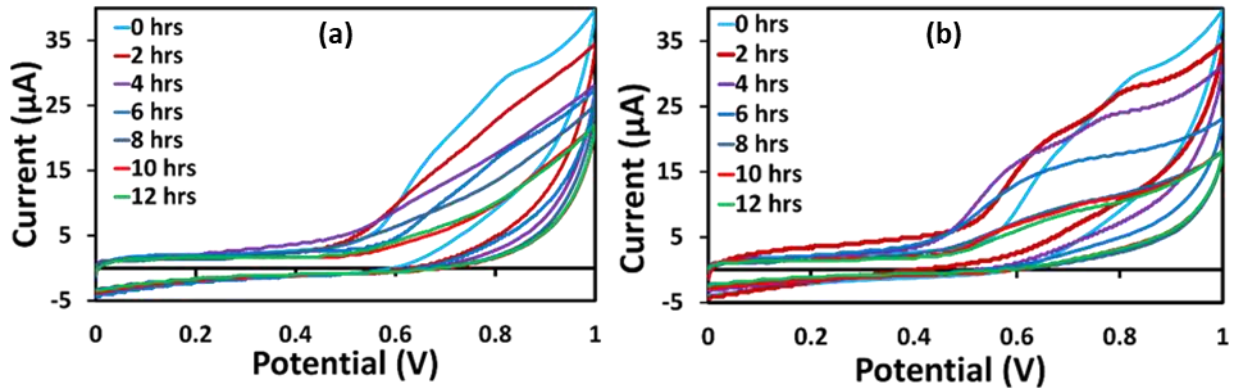 (a)
0 hrs
2 hrs
4 hrs
6 hrs
8 hrs
10 hrs
12 hrs
35
25
15
5
-5
Current (µA)
0 0.2 0.4 0.6 0.8 1
Potential (V)
(b)
0 hrs
2 hrs
4 hrs
6 hrs
8 hrs
10 hrs
12 hrs
35
25
15
5
-5
Current (µA)
0 0.2 0.4 0.6 0.8 1
Potential (V)